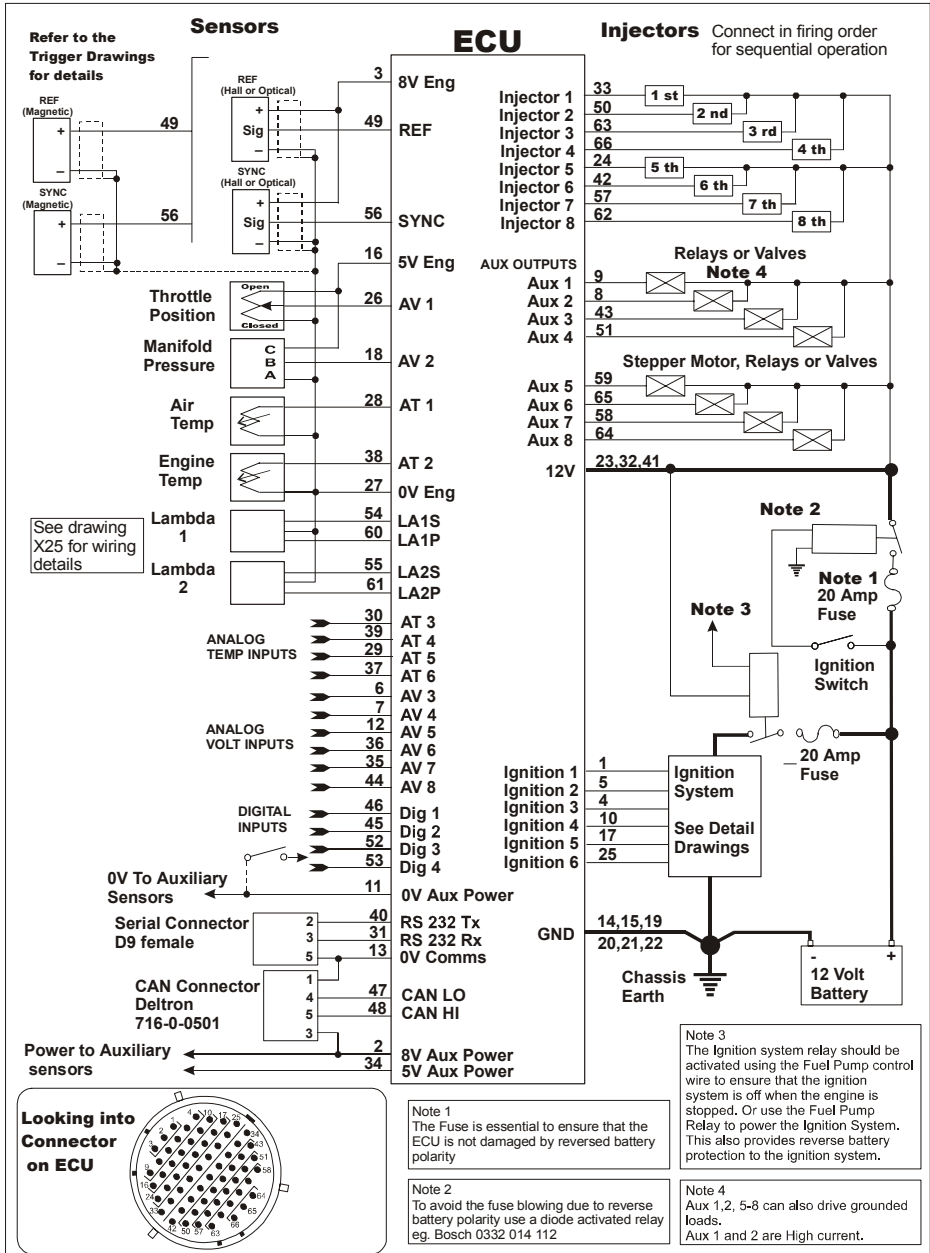 Sensors
Refer to the
Trigger Drawings
for details
REF
(Magnetic)
+
–
49
SYNC
(Magnetic)
+
–
56
REF
(Hall or Optical)
+
Sig
–
SYNC
(Hall or Optical)
+
Sig
–
Throttle
Position
Open
Closed
Manifold
Pressure
C
B
A
Air
Temp
Engine
Temp
See drawing
X25 for wiring
details
Lambda
1
Lambda
2
ANALOG
TEMP INPUTS
ANALOG
VOLT INPUTS
DIGITAL
INPUTS
0V To Auxiliary
Sensors
Serial Connector
D9 female
2
3
5
CAN Connector
Deltron
716-0-0501
1
4
5
3
Power to Auxiliary
sensors
ECU
3 8V Eng
49 REF
56 SYNC
16 5V Eng
26 AV 1
18 AV 2
28 AT 1
38 AT 2
27 0V Eng
54 LA1S
60 LA1P
55 LA2S
61 LA2P
30 AT 3
39 AT 4
29 AT 5
37 AT 6
6 AV 3
7 AV 4
12 AV 5
36 AV 6
35 AV 7
44 AV 8
46 Dig 1
45 Dig 2
52 Dig 3
53 Dig 4
11 0V Aux Power
40 RS 232 Tx
31 RS 232 Rx
13 0V Comms
47 CAN LO
48 CAN HI
2 8V Aux Power
34 5V Aux Power
Injectors Connect in firing order
for sequential operation
Injector 1 33 1 st
Injector 2 50 2 nd
Injector 3 63 3 rd
Injector 4 66 4 th
Injector 5 24 5 th
Injector 6 42 6 th
Injector 7 57 7 th
Injector 8 62 8 th
Relays or Valves
Note 4
AUX OUTPUTS
Aux 1 9
Aux 2 8
Aux 3 43
Aux 4 51
Stepper Motor, Relays or Valves
Aux 5 59
Aux 6 65
Aux 7 58
Aux 8 64
12V 23,32,41
Note 2
Note 1
20 Amp
Fuse
Note 3
Ignition
Switch
20 Amp
Fuse
Ignition 1 1
Ignition 2 5
Ignition 3 4
Ignition 4 10
Ignition 5 17
Ignition 6 25
Ignition
System
See Detail
Drawings
GND 14,15,19
20,21,22
Chassis
Earth
- +
12 Volt
Battery
Looking into
Connector
on ECU
4
10
17
25
1
2
3
34
43
51
58
9
16
24
33
64
65
66
42
50
57
63
Note 1
The Fuse is essential to ensure that the
ECU is not damaged by reversed battery
polarity
Note 2
To avoid the fuse blowing due to reverse
battery polarity use a diode activated relay
eg. Bosch 0332 014 112
Note 3
The Ignition system relay should be
activated using the Fuel Pump control
wire to ensure that the ignition
system is off when the engine is
stopped. Or use the Fuel Pump
Relay to power the Ignition System.
This also provides reverse battery
protection to the ignition system.
Note 4
Aux 1,2, 5-8 can also drive grounded
loads.
Aux 1 and 2 are High current.